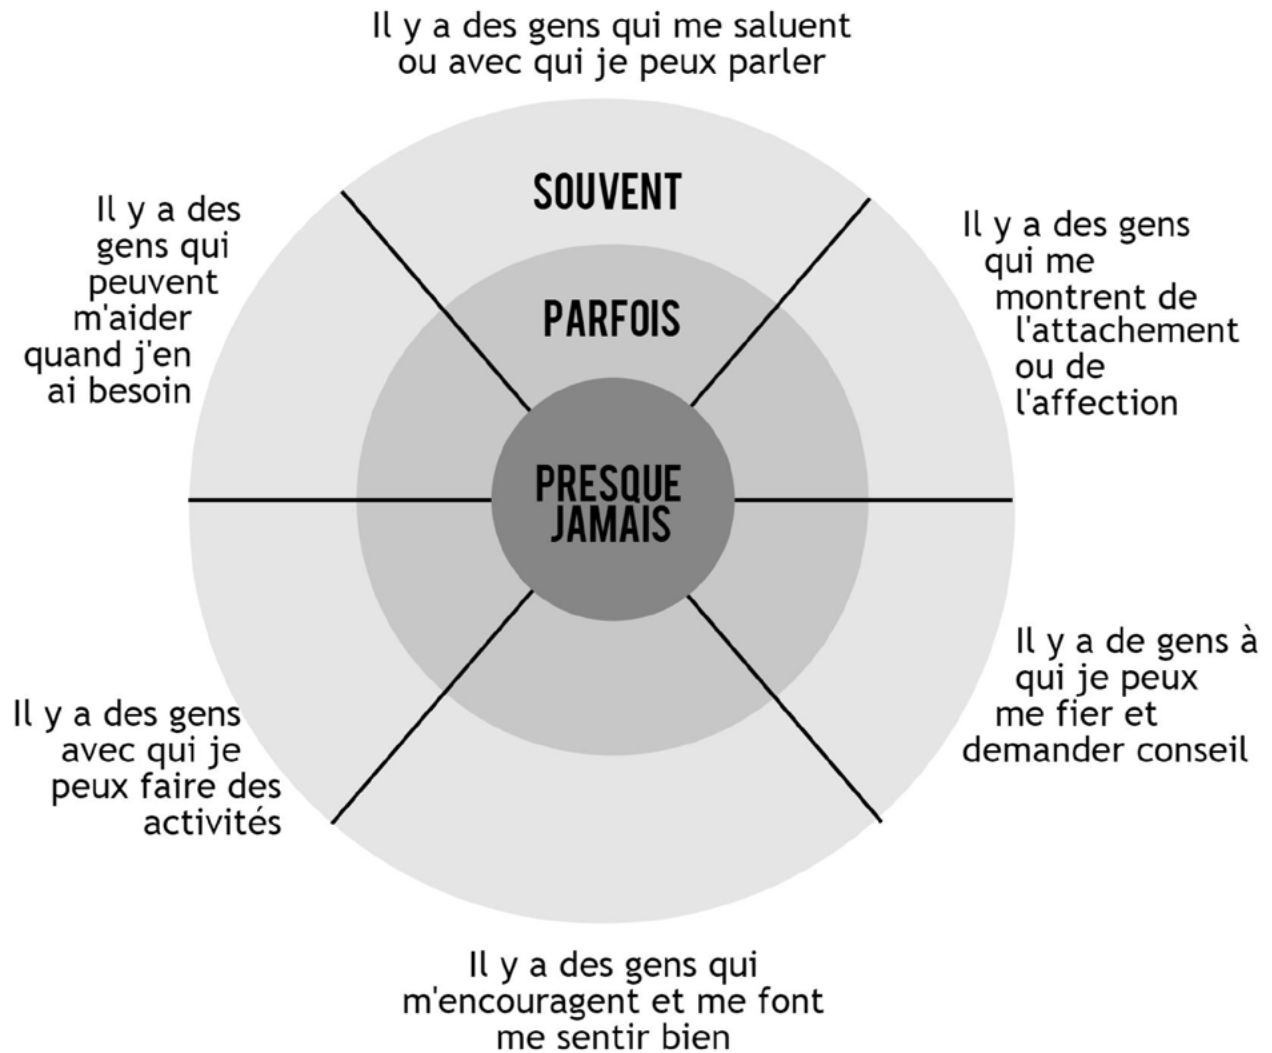 Il y a des gens qui me saluent
ou avec qui je peux parler
SOUVENT
PARFOIS
PRESQUE
JAMAIS
Il y a des gens
qui me
montrent de
l'attachement
ou de
l'affection
Il y a de gens à
qui je peux
me fier et
demander conseil
Il y a des gens qui
m'encouragent et me font
me sentir bien
Il y a des gens
avec qui je
peux faire des
activités
Il y a des
gens qui
peuvent
m'aider
quand j'en
ai besoin